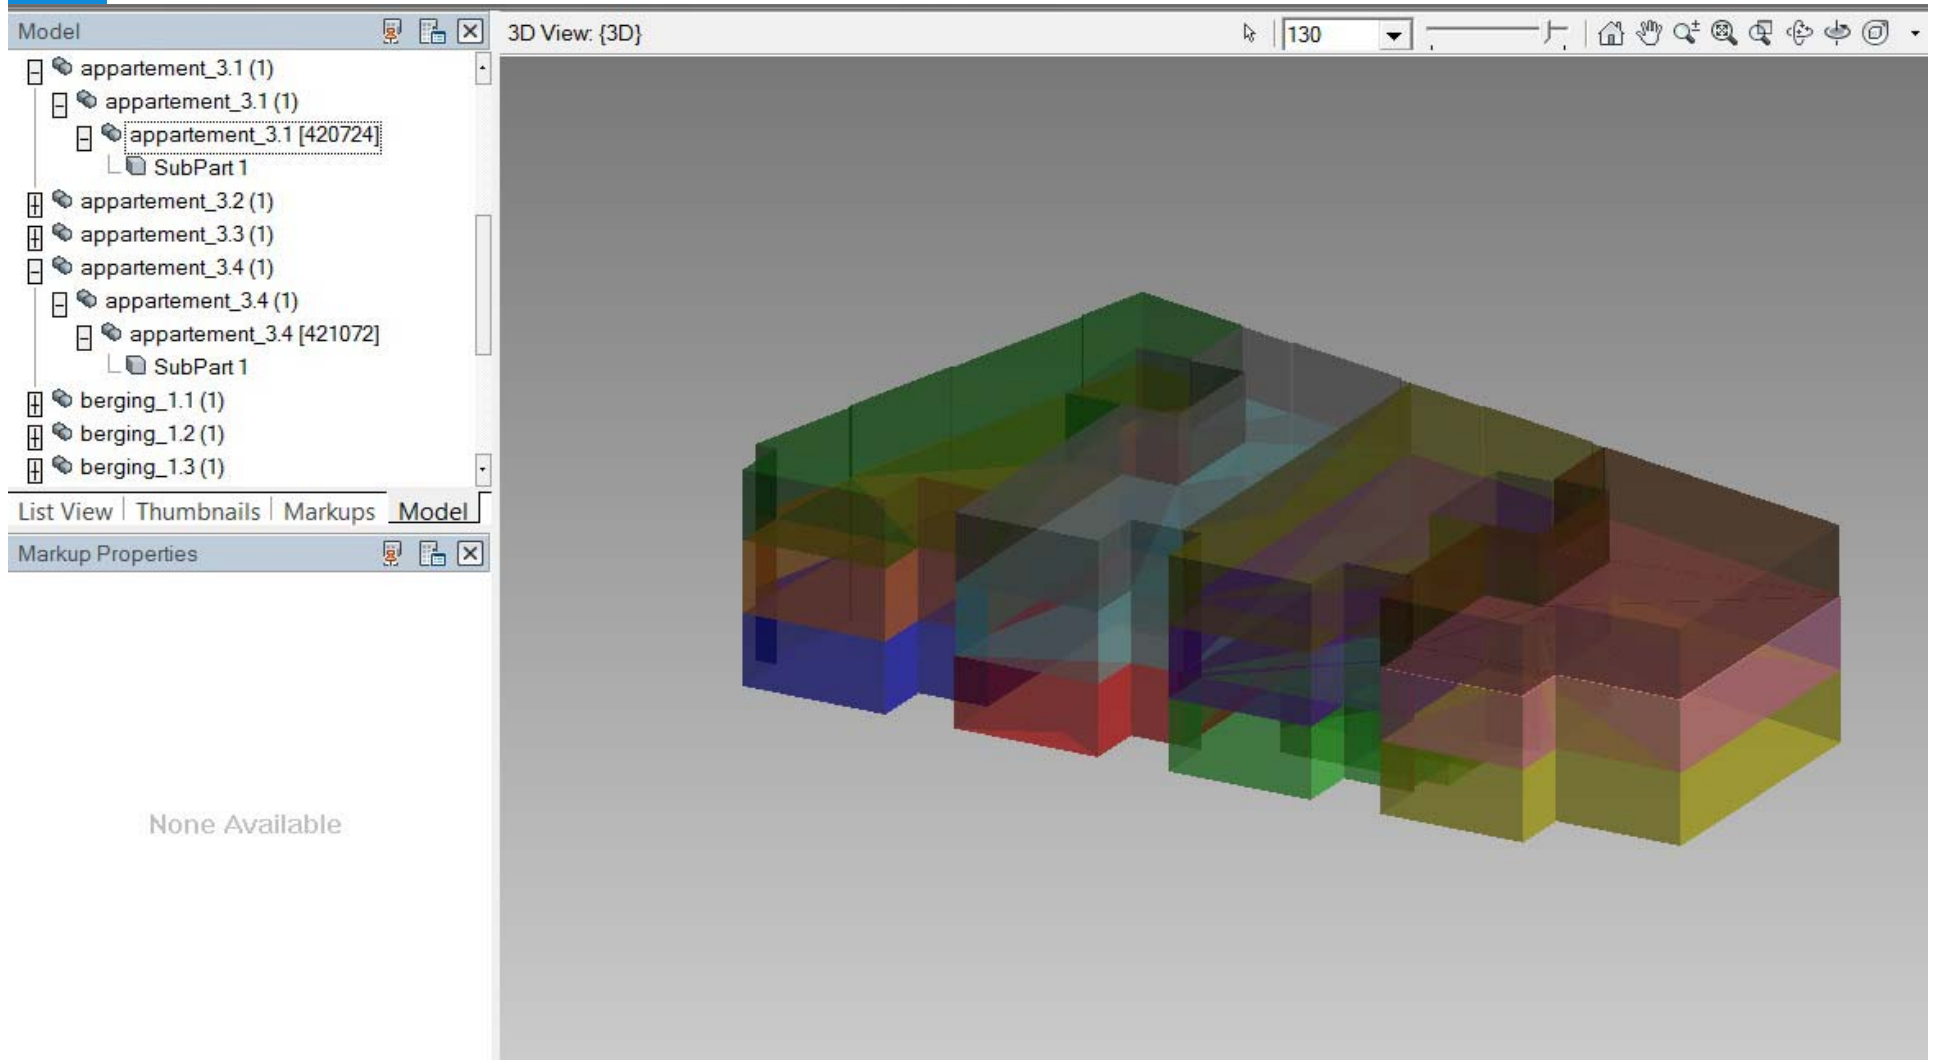 Model
3D View: {3D}
130
appartement_3.1 (1)
appartement_3.1 (1)
appartement_3.1 [420724]
SubPart 1
appartement_3.2 (1)
appartement_3.3 (1)
appartement_3.4 (1)
appartement_3.4 (1)
appartement_3.4 [421072]
SubPart 1
berging_1.1 (1)
berging_1.2 (1)
berging_1.3 (1)
List View Thumbnails Markups Model
Markup Properties
None Available